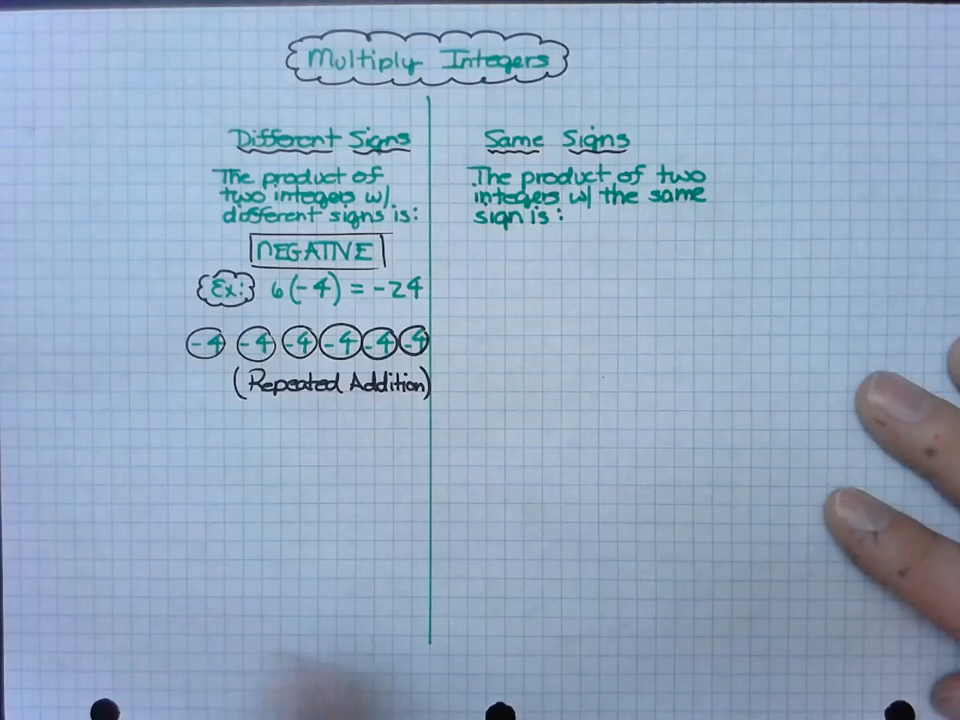 Multiply Integers
Different Signs
The product of
two integers w/
different signs is:
NEGATIVE
Ex: 6(-4) = -24
-4 -4 -4 -4 -4 -4
(Repeated Addition)
Same Signs
The product of two
integers w/ the same
sign is: